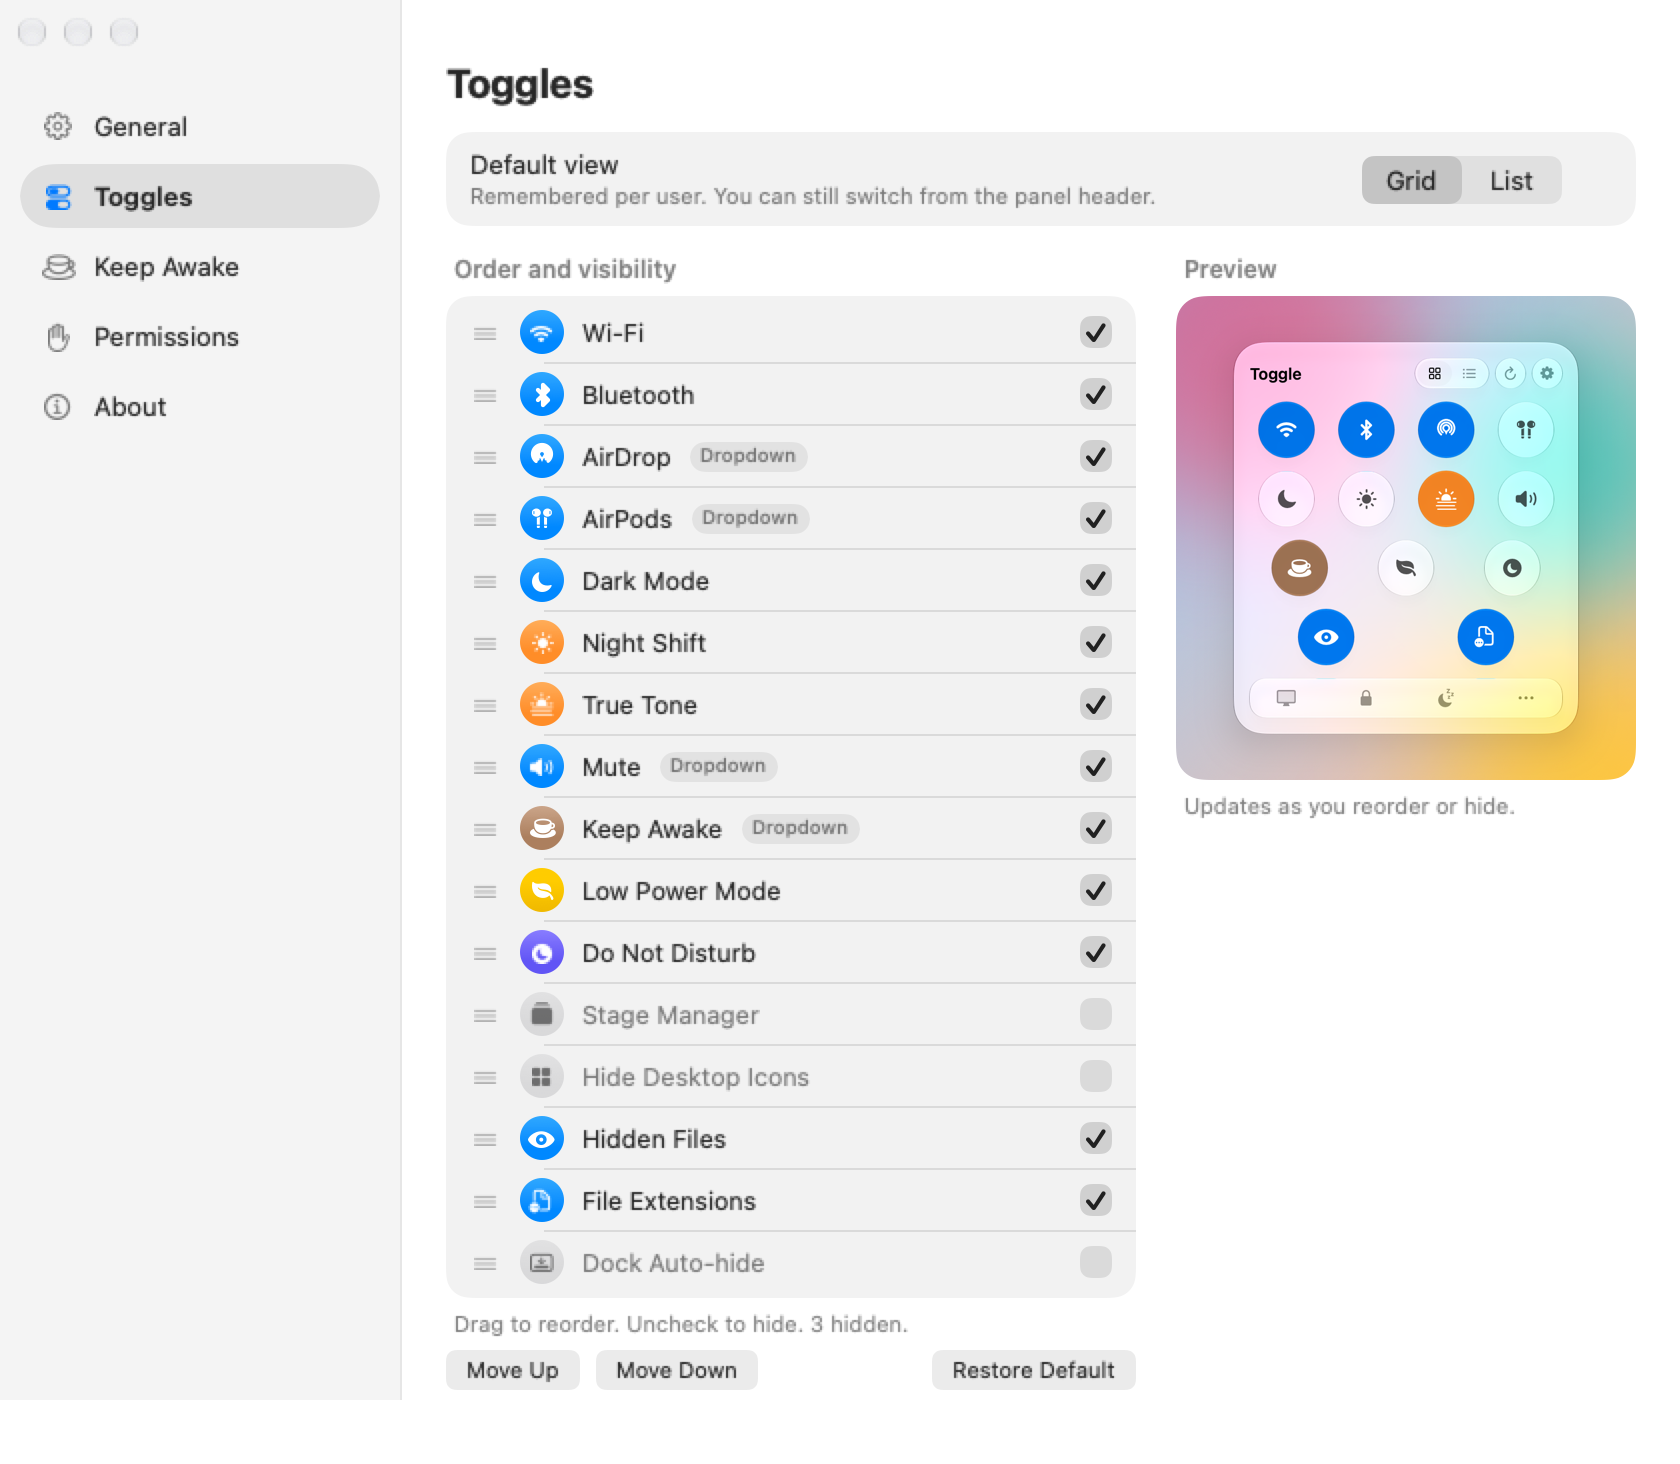 General
Toggles
Keep Awake
Permissions
About
Toggles
Default view
Remembered per user. You can still switch from the panel header.
Grid
List
Order and visibility
Wi-Fi
Bluetooth
AirDrop Dropdown
AirPods Dropdown
Dark Mode
Night Shift
True Tone
Mute Dropdown
Keep Awake Dropdown
Low Power Mode
Do Not Disturb
Stage Manager
Hide Desktop Icons
Hidden Files
File Extensions
Dock Auto-hide
Drag to reorder. Uncheck to hide. 3 hidden.
Move Up
Move Down
Restore Default
Preview
Toggle
Updates as you reorder or hide.